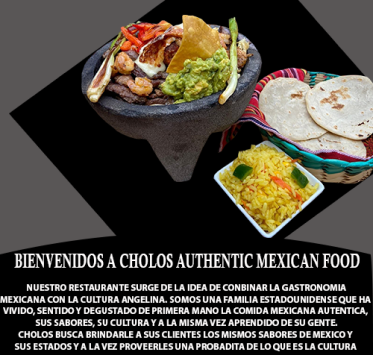 BIENVENIDOS A CHOLOS AUTHENTIC MEXICAN FOOD
NUESTRO RESTAURANTE SURGE DE LA IDEA DE CONBINAR LA GASTRONOMIA
MEXICANA CON LA CULTURA ANGELINA. SOMOS UNA FAMILIA ESTADOUNIDENSE QUE HA
VIVIDO, SENTIDO Y DEGUSTADO DE PRIMERA MANO LA COMIDA MEXICANA AUTENTICA,
SUS SABORES, SU CULTURA Y A LA MISMA VEZ APRENDIDO DE SU GENTE.
CHOLOS BUSCA BRINDARLE A SUS CLIENTES LOS MISMOS SABORES DE MEXICO Y
SUS ESTADOS Y A LA VEZ PROVEERLES UNA PROBADITA DE LO QUE ES LA CULTURA